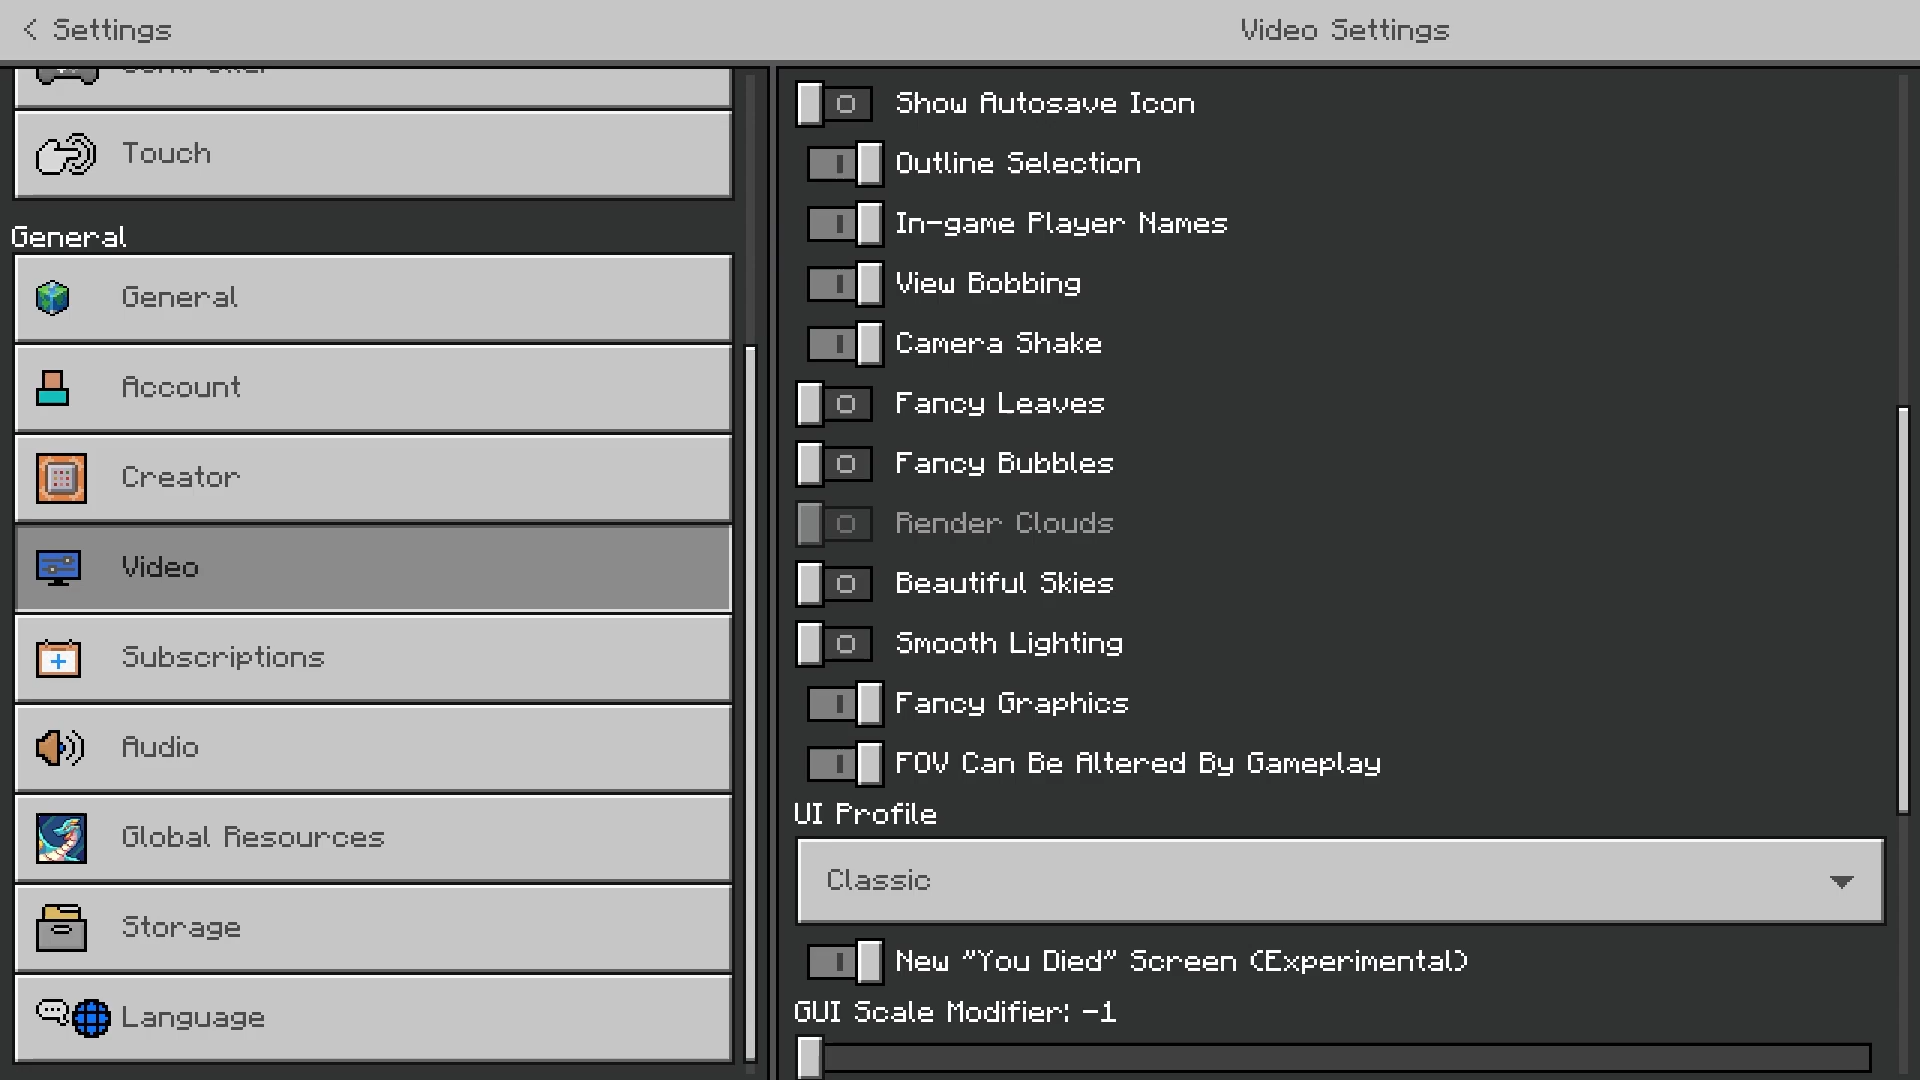 Settings
Video Settings
Touch
General
General
Account
Creator
Video
Subscriptions
Audio
Global Resources
Storage
Language
Show Autosave Icon
Outline Selection
In-game Player Names
View Bobbing
Camera Shake
Fancy Leaves
Fancy Bubbles
Render Clouds
Beautiful Skies
Smooth Lighting
Fancy Graphics
FOV Can Be Altered By Gameplay
UI Profile
Classic
New "You Died" Screen (Experimental)
GUI Scale Modifier: -1